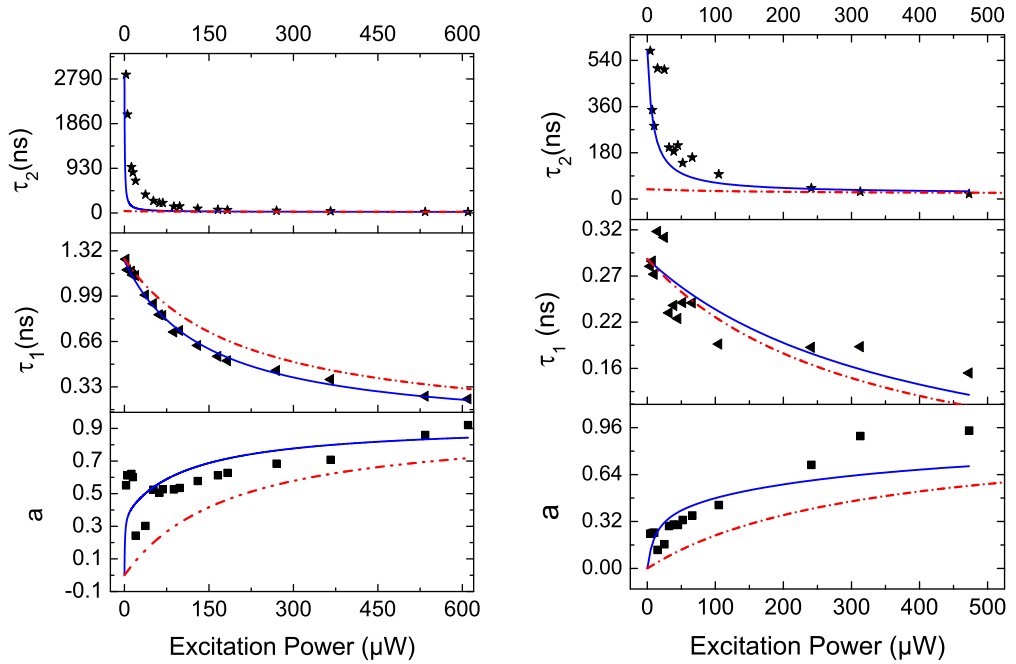 0 150 300 450 600
τ2(ns)
2790
1860
930
0
τ1(ns)
1.32
0.99
0.66
0.33
a
0.9
0.7
0.5
0.3
0.1
-0.1
0 150 300 450 600
Excitation Power (µW)
0 100 200 300 400 500
τ2(ns)
540
360
180
0
τ1 (ns)
0.32
0.27
0.22
0.16
a
0.96
0.64
0.32
0.00
0 100 200 300 400 500
Excitation Power (µW)